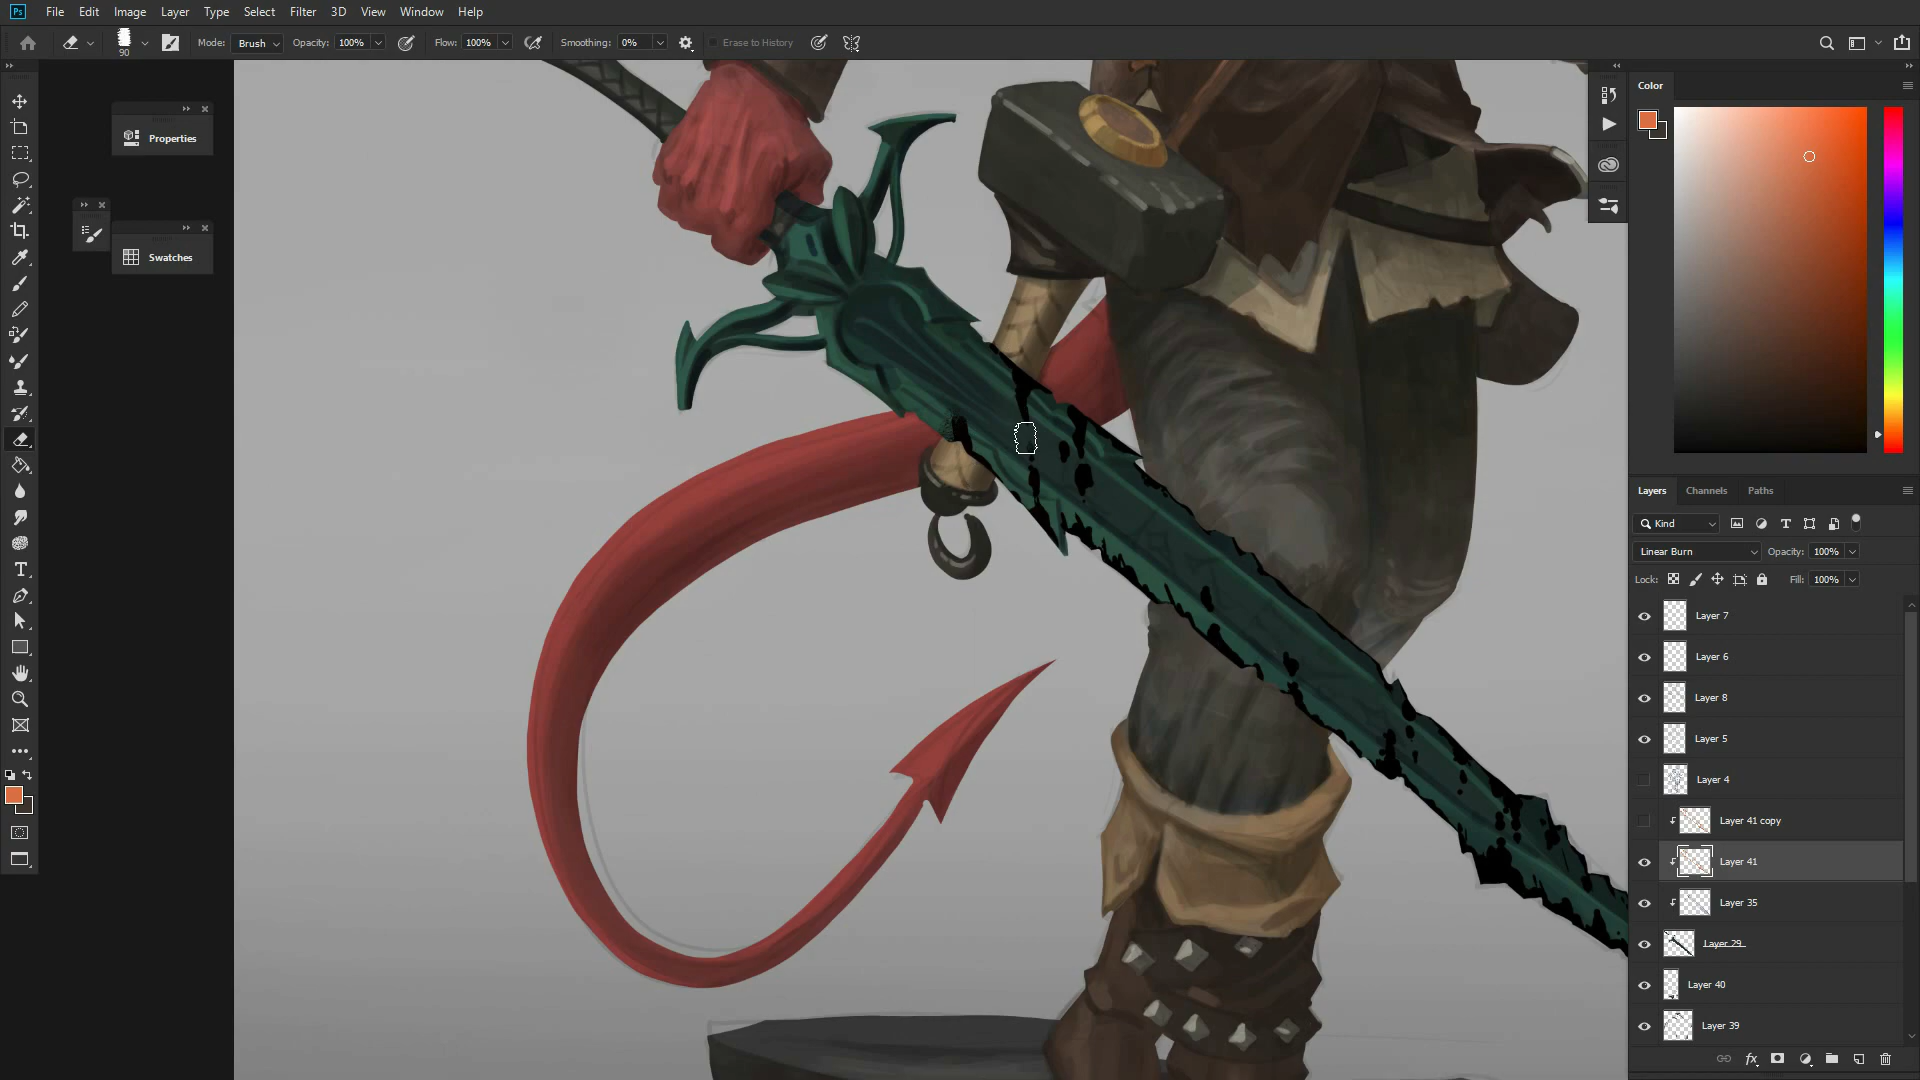 Ps File Edit Image Layer Type Select Filter 3D View Window Help
90 Mode: Brush Opacity: 100% Flow: 100% Smoothing: 0% Erase to History
Color
Properties
Swatches
Layers Channels Paths
Kind
Linear Burn Opacity: 100%
Lock: Fill: 100%
Layer 7
Layer 6
Layer 8
Layer 5
Layer 4
Layer 41 copy
Layer 41
Layer 35
Layer 29
Layer 40
Layer 39